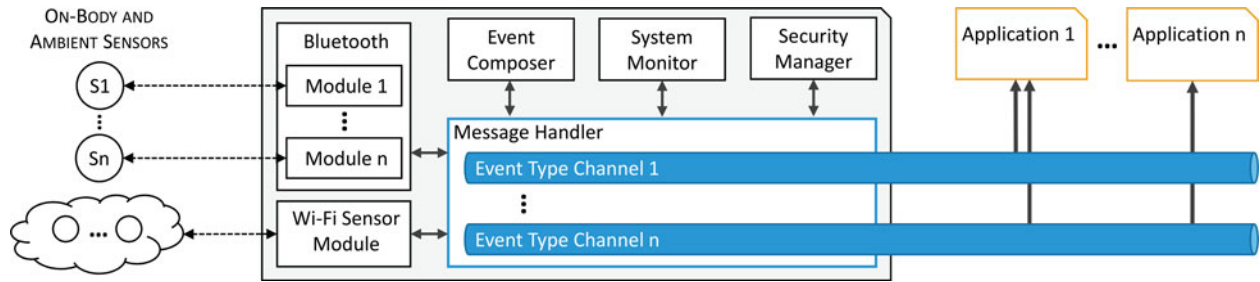 ON-BODY AND
AMBIENT SENSORS
S1
Sn
...
Bluetooth
Module 1
Module n
Wi-Fi Sensor
Module
Event
Composer
System
Monitor
Security
Manager
Message Handler
Event Type Channel 1
Event Type Channel n
Application 1
...
Application n